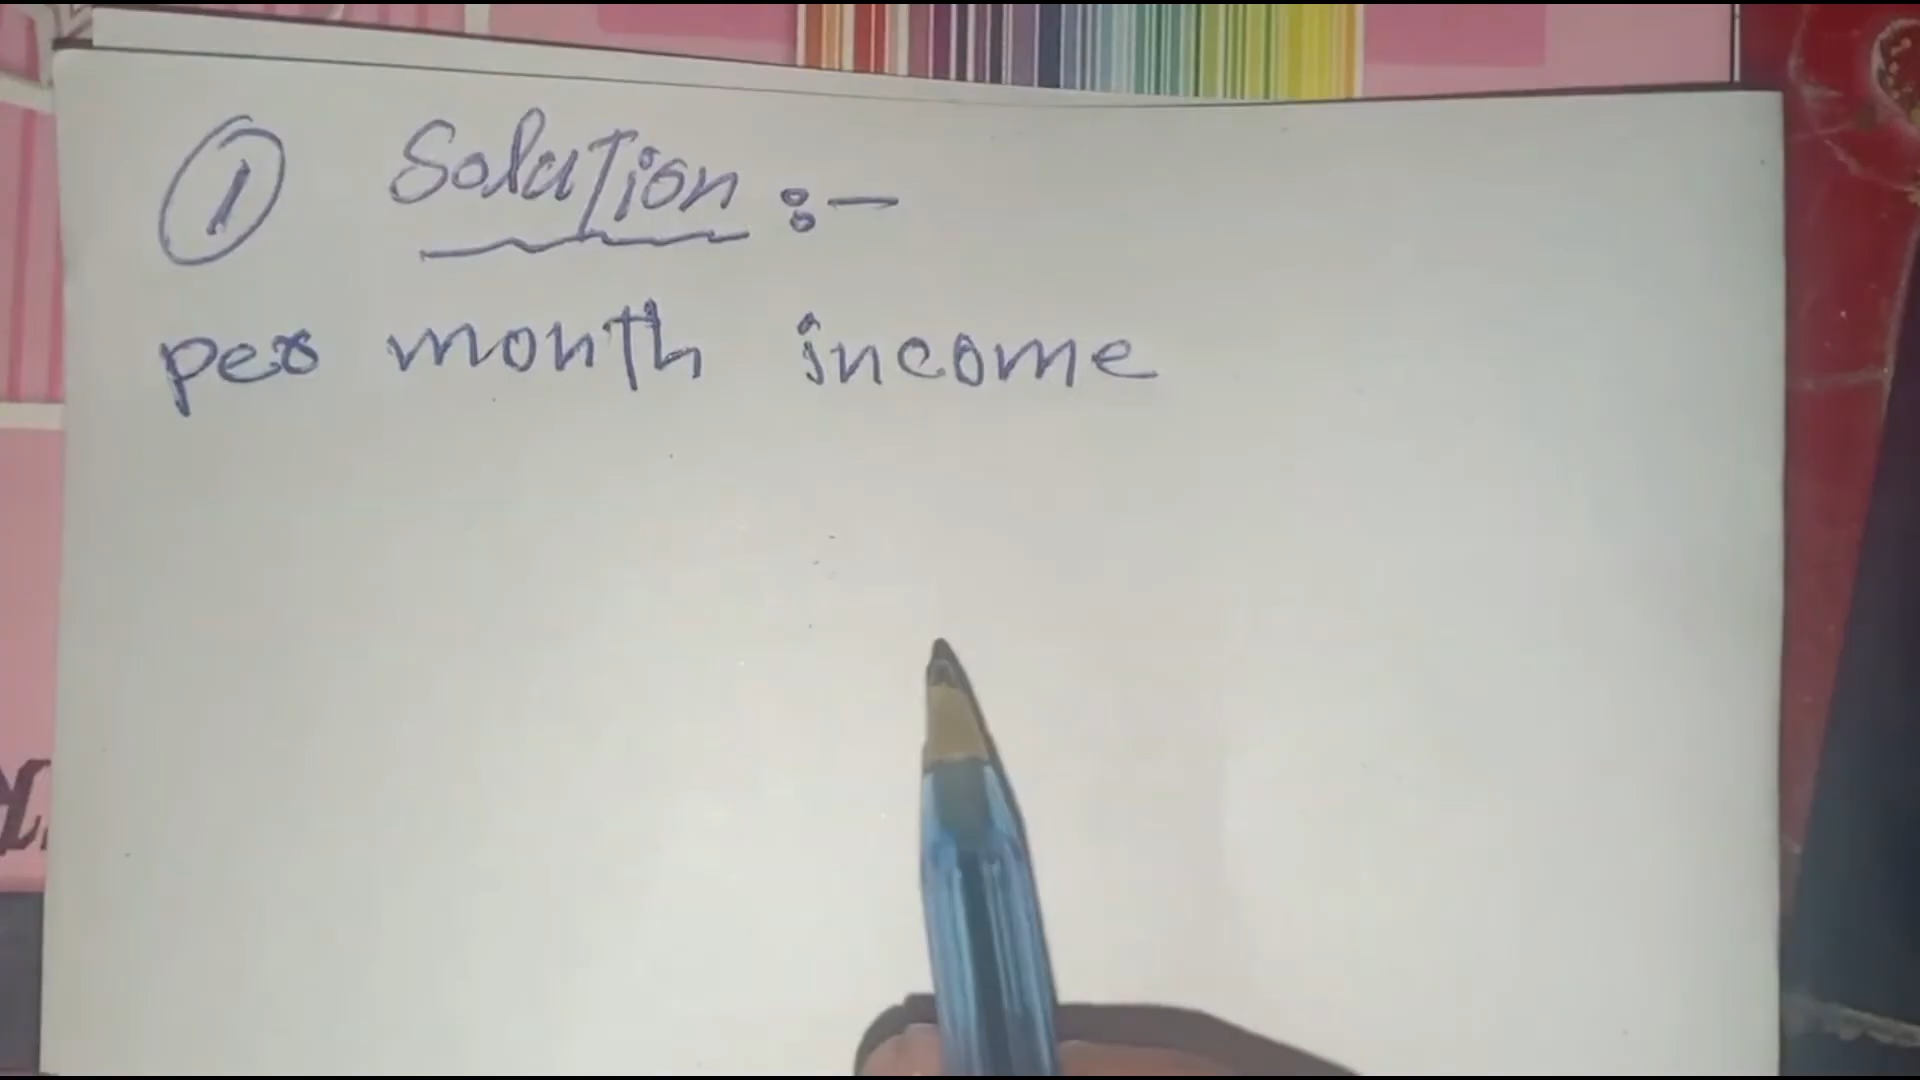 ① Solution :-
per month income